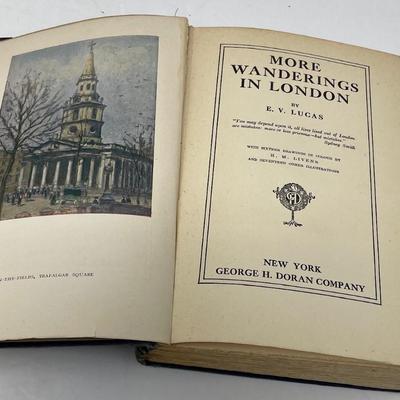 -THE-FIELDS, TRAFALGAR SQUARE
MORE
WANDERINGS
IN LONDON
BY
E. V. LUCAS
"You may depend upon it, all lives lived out of London
are mistakes: more or less grievous—but mistakes."
Sydney Smith
WITH SIXTEEN DRAWINGS IN COLOUR BY
H. M. LIVENS
AND SEVENTEEN OTHER ILLUSTRATIONS
NEW YORK
GEORGE H. DORAN COMPANY